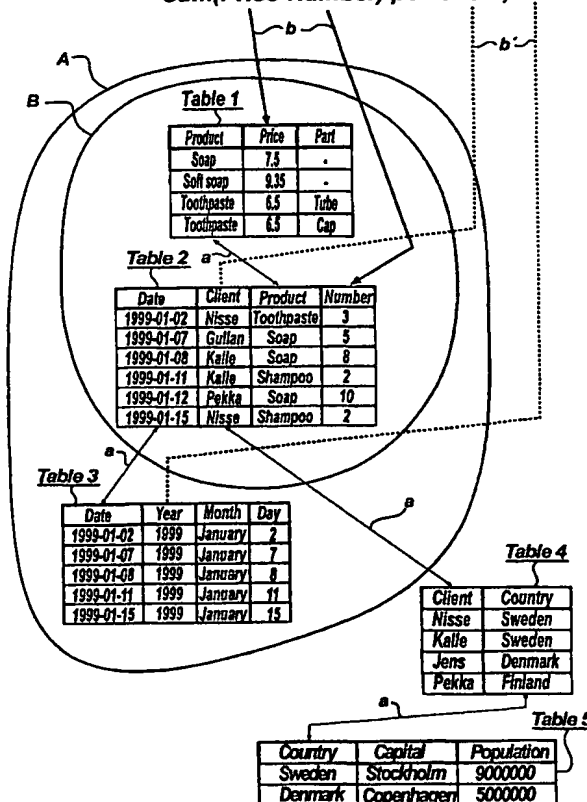 b
b'
A
B
Table 1
Product Price Part
Soap 7.5 -
Soft soap 9.35 -
Toothpaste 6.5 Tube
Toothpaste 6.5 Cap
Table 2 a
Date Client Product Number
1999-01-02 Nisse Toothpaste 3
1999-01-07 Gullan Soap 5
1999-01-08 Kalle Soap 8
1999-01-11 Kalle Shampoo 2
1999-01-12 Pekka Soap 10
1999-01-15 Nisse Shampoo 2
a
Table 3
Date Year Month Day
1999-01-02 1999 January 2
1999-01-07 1999 January 7
1999-01-08 1999 January 8
1999-01-11 1999 January 11
1999-01-15 1999 January 15
a
Table 4
Client Country
Nisse Sweden
Kalle Sweden
Jens Denmark
Pekka Finland
a
Table 5
Country Capital Population
Sweden Stockholm 9000000
Denmark Copenhagen 5000000